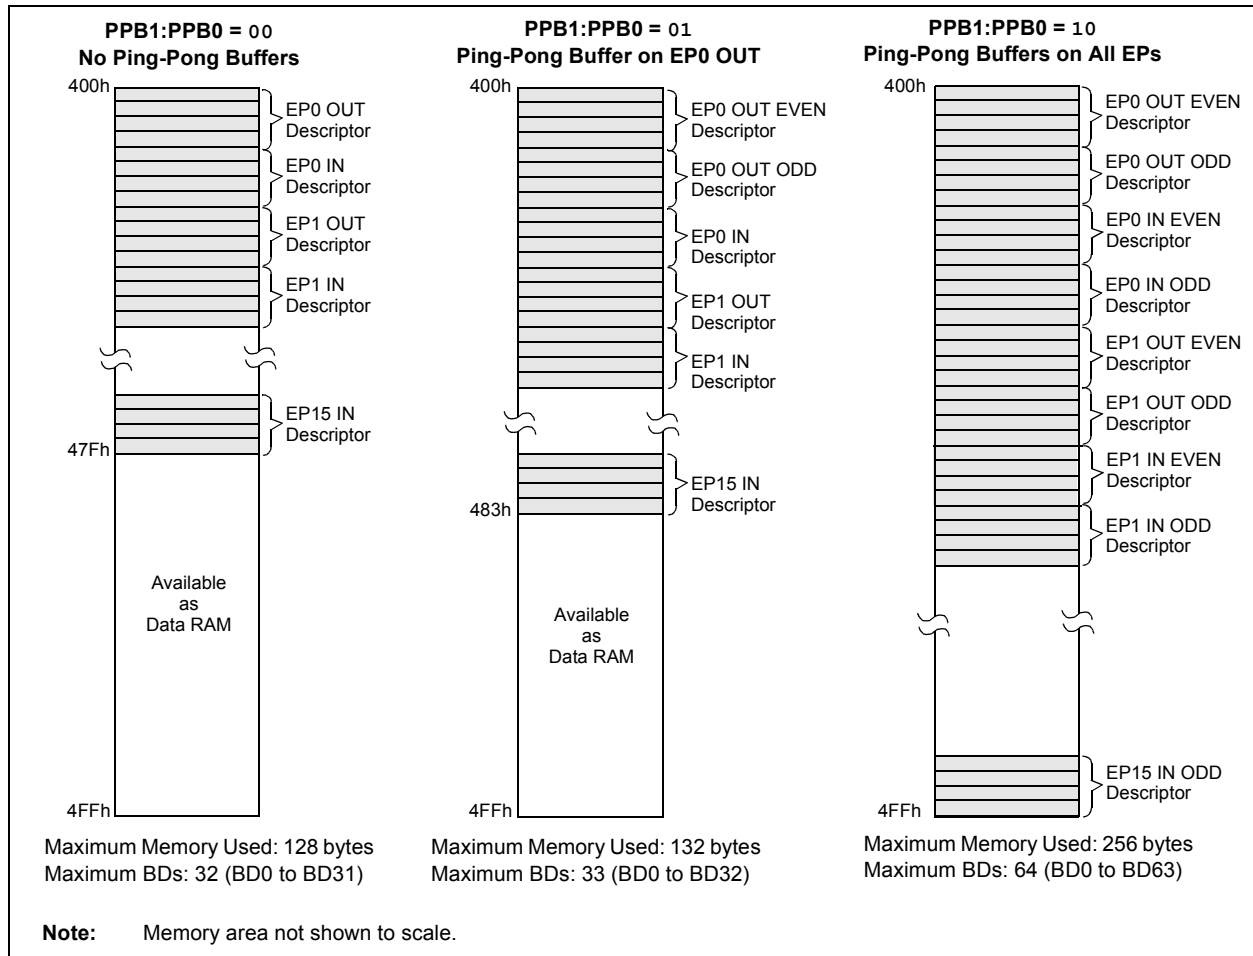 PPB1:PPB0 = 00
No Ping-Pong Buffers
400h
EP0 OUT
Descriptor
EP0 IN
Descriptor
EP1 OUT
Descriptor
EP1 IN
Descriptor
EP15 IN
Descriptor
47Fh
Available
as
Data RAM
4FFh
Maximum Memory Used: 128 bytes
Maximum BDs: 32 (BD0 to BD31)
PPB1:PPB0 = 01
Ping-Pong Buffer on EP0 OUT
400h
EP0 OUT EVEN
Descriptor
EP0 OUT ODD
Descriptor
EP0 IN
Descriptor
EP1 OUT
Descriptor
EP1 IN
Descriptor
EP15 IN
Descriptor
483h
Available
as
Data RAM
4FFh
Maximum Memory Used: 132 bytes
Maximum BDs: 33 (BD0 to BD32)
PPB1:PPB0 = 10
Ping-Pong Buffers on All EPs
400h
EP0 OUT EVEN
Descriptor
EP0 OUT ODD
Descriptor
EP0 IN EVEN
Descriptor
EP0 IN ODD
Descriptor
EP1 OUT EVEN
Descriptor
EP1 OUT ODD
Descriptor
EP1 IN EVEN
Descriptor
EP1 IN ODD
Descriptor
EP15 IN ODD
Descriptor
4FFh
Maximum Memory Used: 256 bytes
Maximum BDs: 64 (BD0 to BD63)
Note: Memory area not shown to scale.